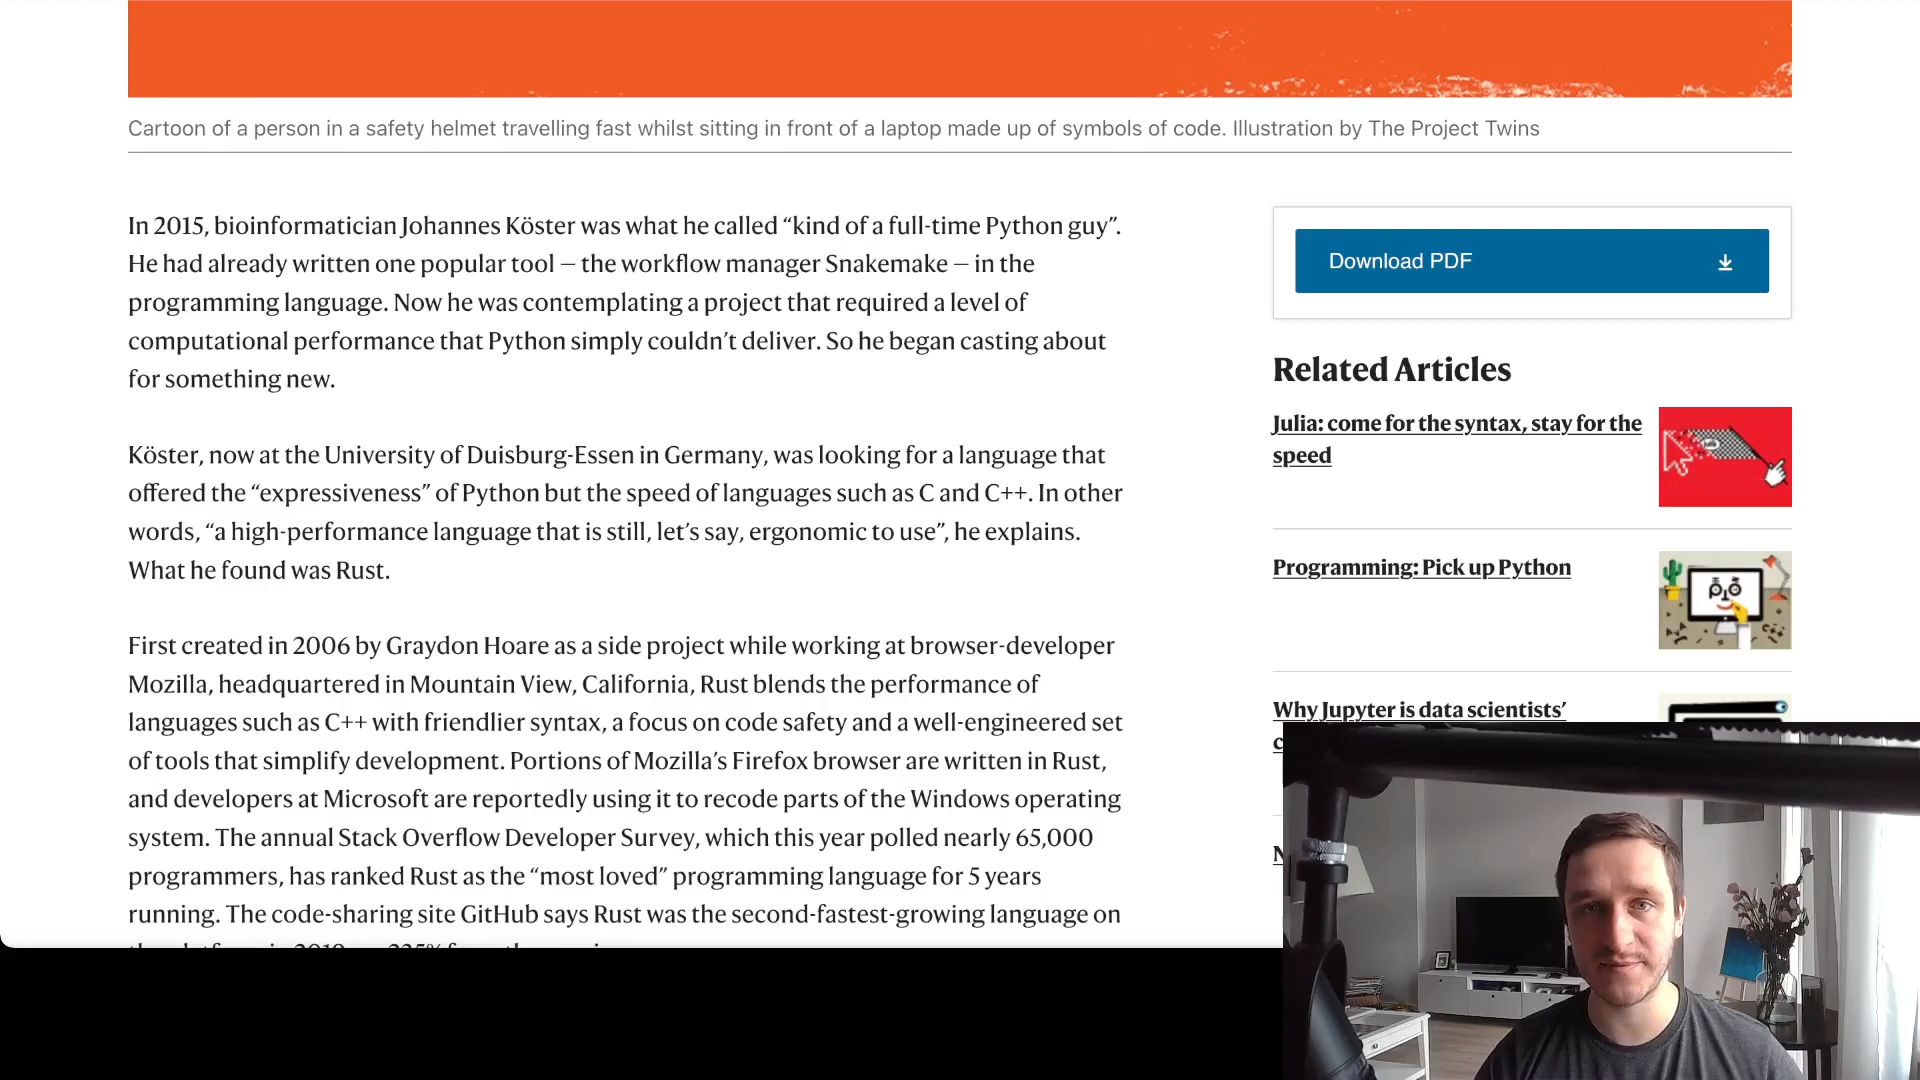 Cartoon of a person in a safety helmet travelling fast whilst sitting in front of a laptop made up of symbols of code. Illustration by The Project Twins
In 2015, bioinformatician Johannes Köster was what he called “kind of a full-time Python guy”.
He had already written one popular tool — the workflow manager Snakemake — in the
programming language. Now he was contemplating a project that required a level of
computational performance that Python simply couldn’t deliver. So he began casting about
for something new.
Köster, now at the University of Duisburg-Essen in Germany, was looking for a language that
offered the “expressiveness” of Python but the speed of languages such as C and C++. In other
words, “a high-performance language that is still, let’s say, ergonomic to use”, he explains.
What he found was Rust.
First created in 2006 by Graydon Hoare as a side project while working at browser-developer
Mozilla, headquartered in Mountain View, California, Rust blends the performance of
languages such as C++ with friendlier syntax, a focus on code safety and a well-engineered set
of tools that simplify development. Portions of Mozilla’s Firefox browser are written in Rust,
and developers at Microsoft are reportedly using it to recode parts of the Windows operating
system. The annual Stack Overflow Developer Survey, which this year polled nearly 65,000
programmers, has ranked Rust as the “most loved” programming language for 5 years
running. The code-sharing site GitHub says Rust was the second-fastest-growing language on
Download PDF
Related Articles
Julia: come for the syntax, stay for the
speed
Programming: Pick up Python
Why Jupyter is data scientists’